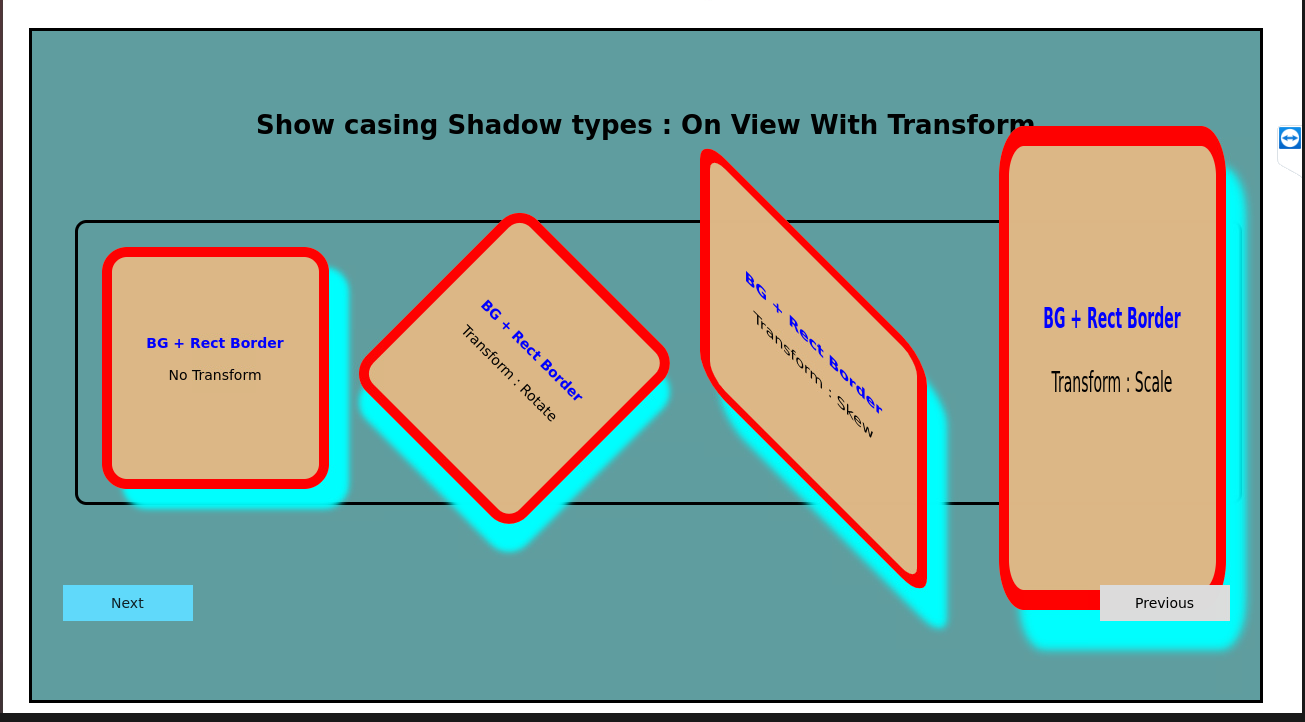 Show casing Shadow types : On View With Transform
BG + Rect Border
No Transform
BG + Rect Border
Transform : Rotate
BG + Rect Border
Transform : Skew
BG + Rect Border
Transform : Scale
Next
Previous